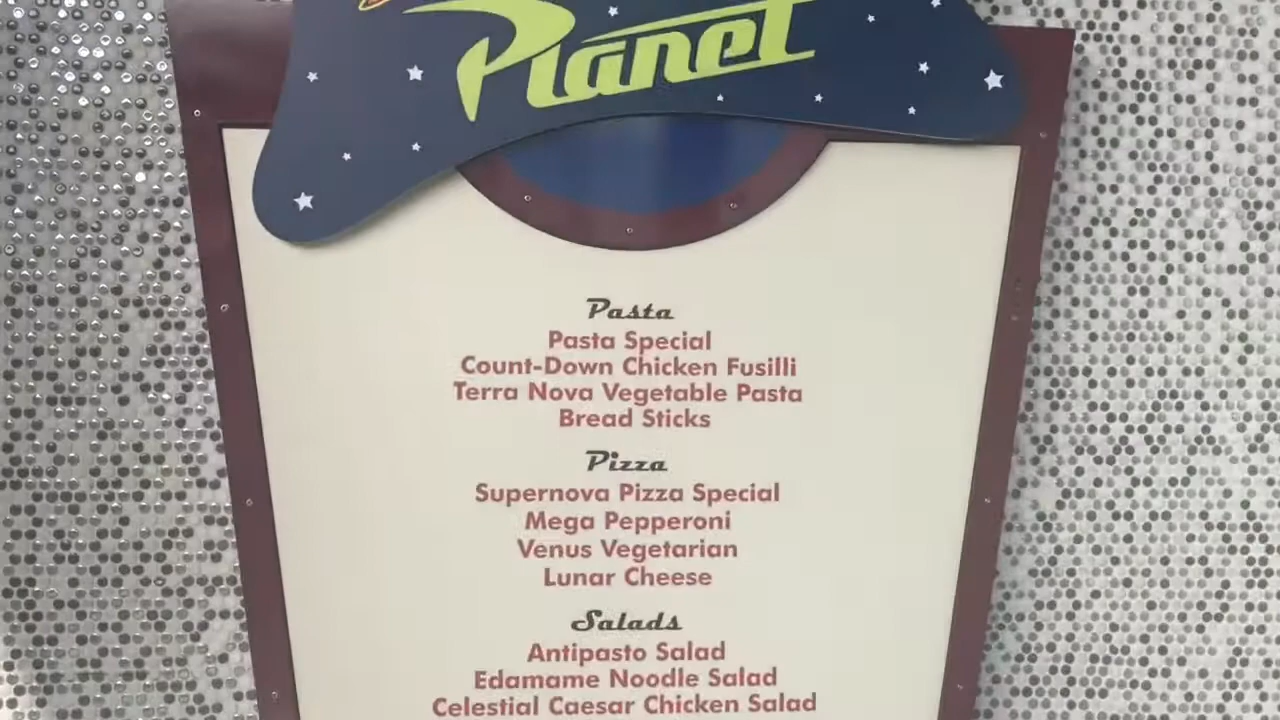 Planet
Pasta
Pasta Special
Count-Down Chicken Fusilli
Terra Nova Vegetable Pasta
Bread Sticks
Pizza
Supernova Pizza Special
Mega Pepperoni
Venus Vegetarian
Lunar Cheese
Salads
Antipasto Salad
Edamame Noodle Salad
Celestial Caesar Chicken Salad